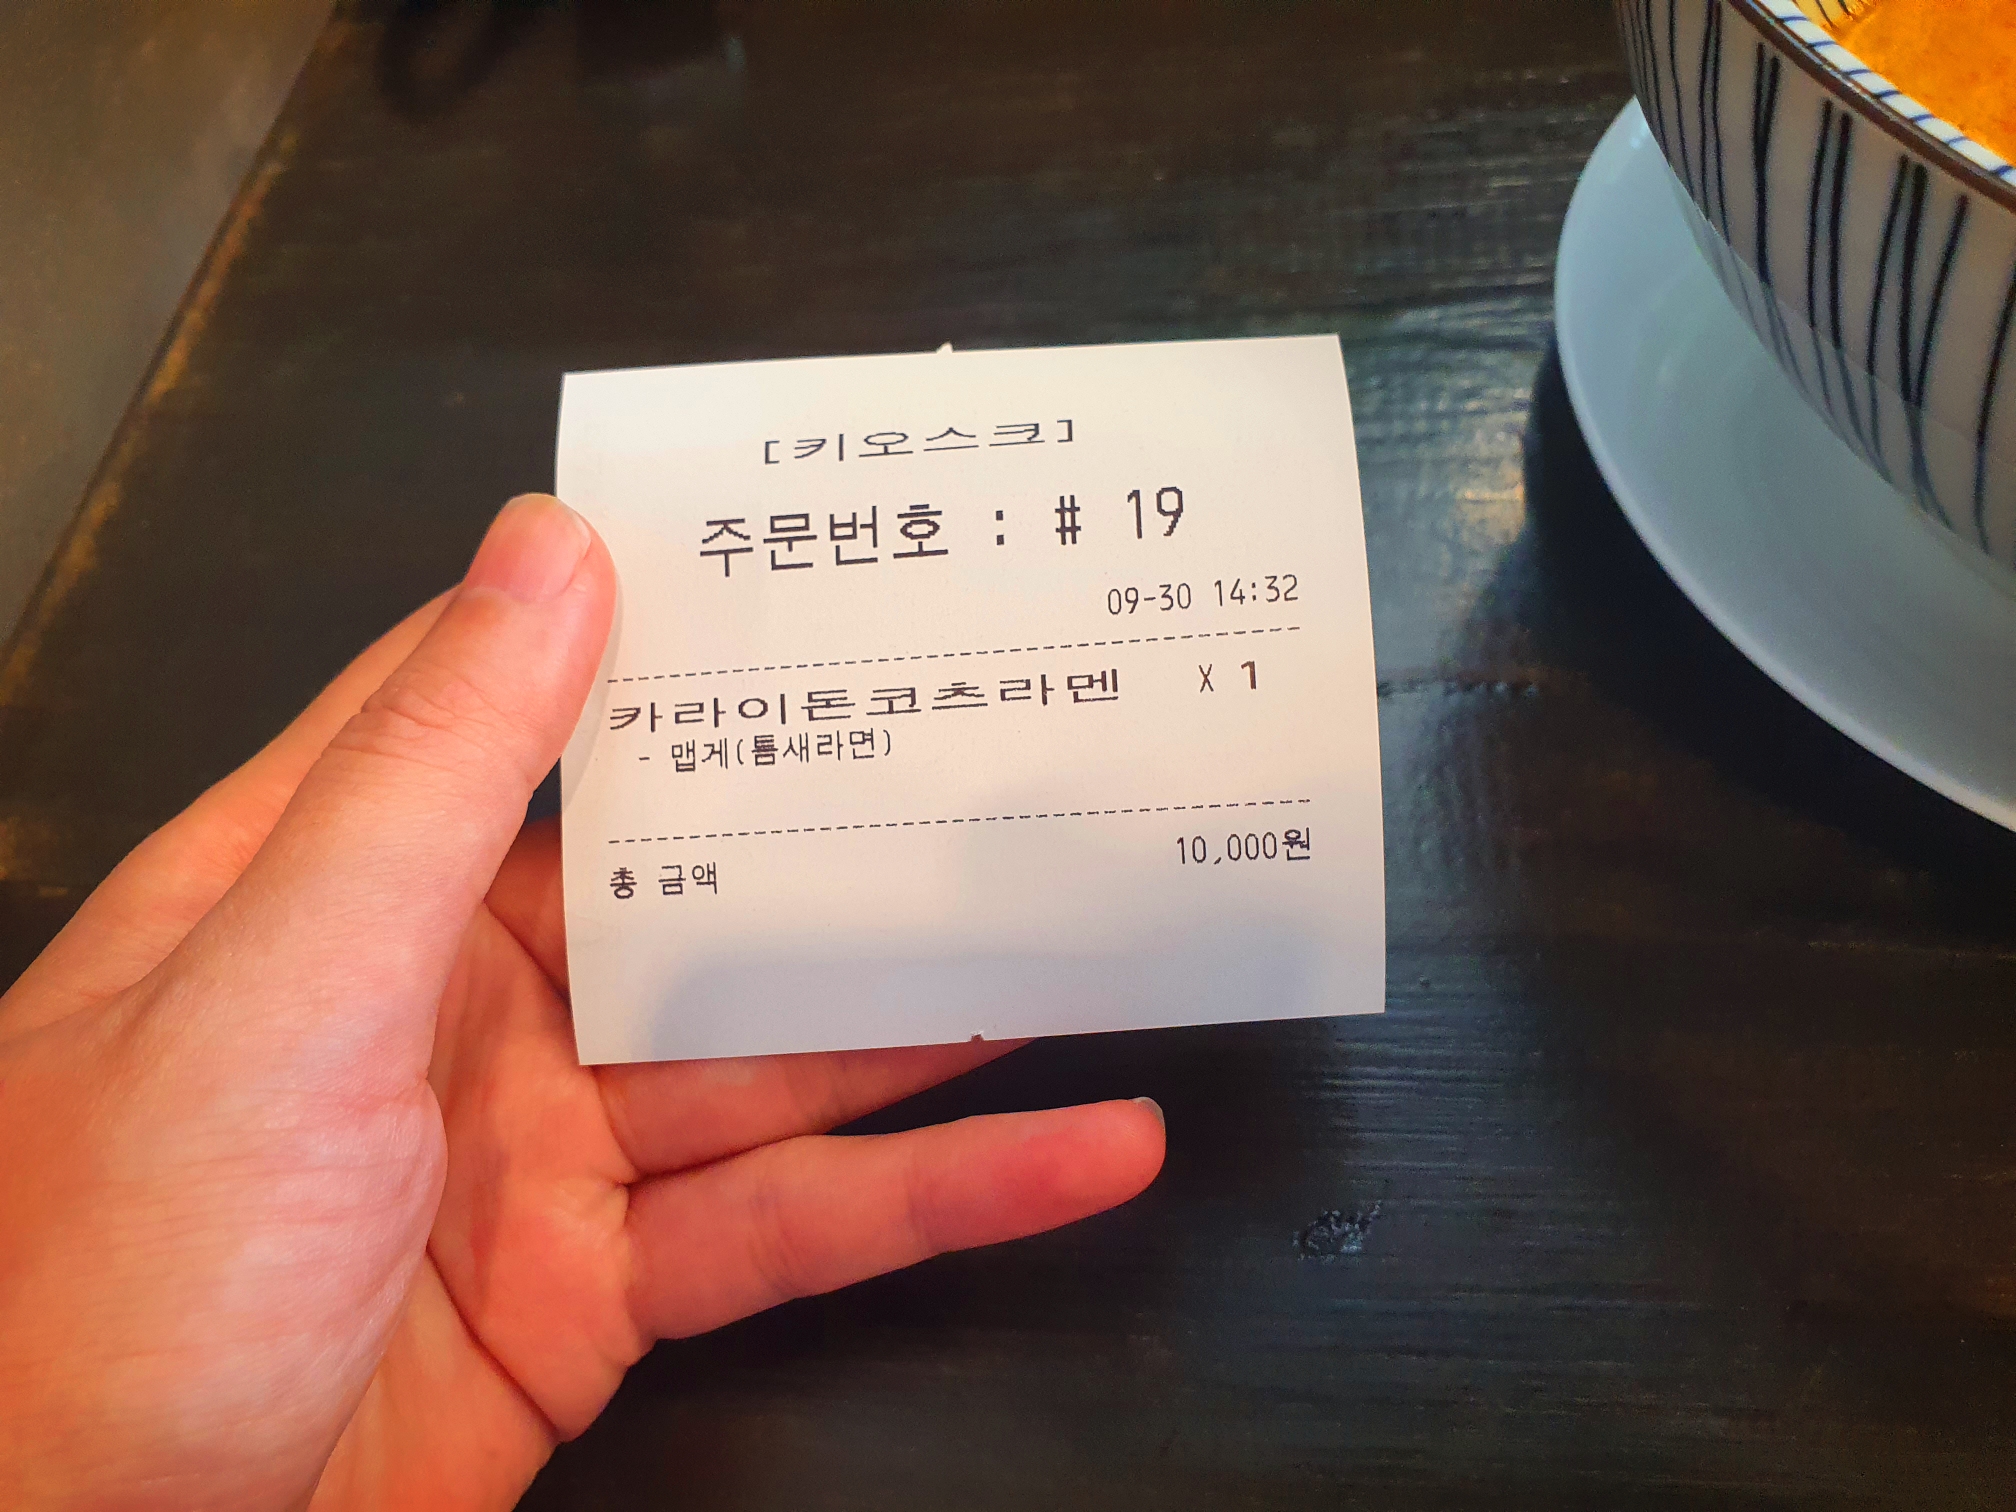 [키오스크]
주문번호 : # 19
09-30 14:32
카라이돈코츠라멘 X 1
- 맵게(틈새라면)
총 금액 10,000원